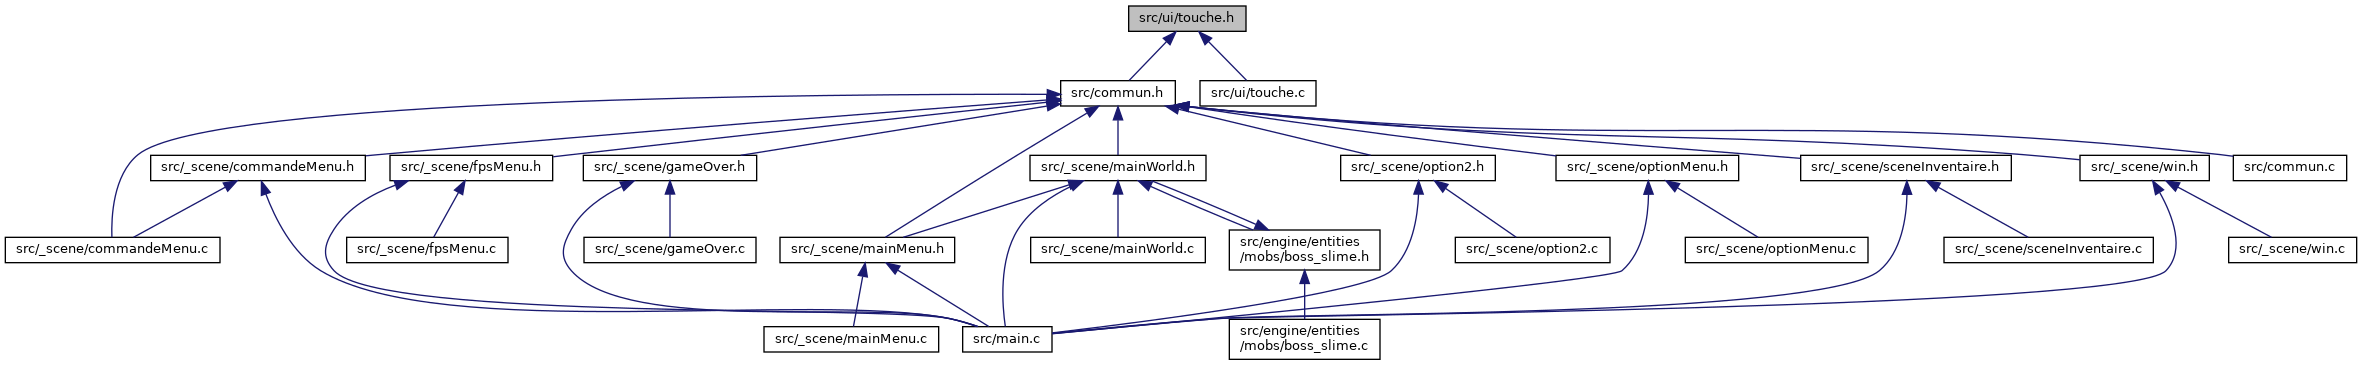 src/ui/touche.h
src/commun.h
src/ui/touche.c
src/_scene/commandeMenu.h
src/_scene/fpsMenu.h
src/_scene/gameOver.h
src/_scene/mainWorld.h
src/_scene/option2.h
src/_scene/optionMenu.h
src/_scene/sceneInventaire.h
src/_scene/win.h
src/commun.c
src/_scene/commandeMenu.c
src/_scene/fpsMenu.c
src/_scene/gameOver.c
src/_scene/mainMenu.h
src/_scene/mainWorld.c
src/engine/entities
/mobs/boss_slime.h
src/_scene/option2.c
src/_scene/optionMenu.c
src/_scene/sceneInventaire.c
src/_scene/win.c
src/_scene/mainMenu.c
src/main.c
src/engine/entities
/mobs/boss_slime.c